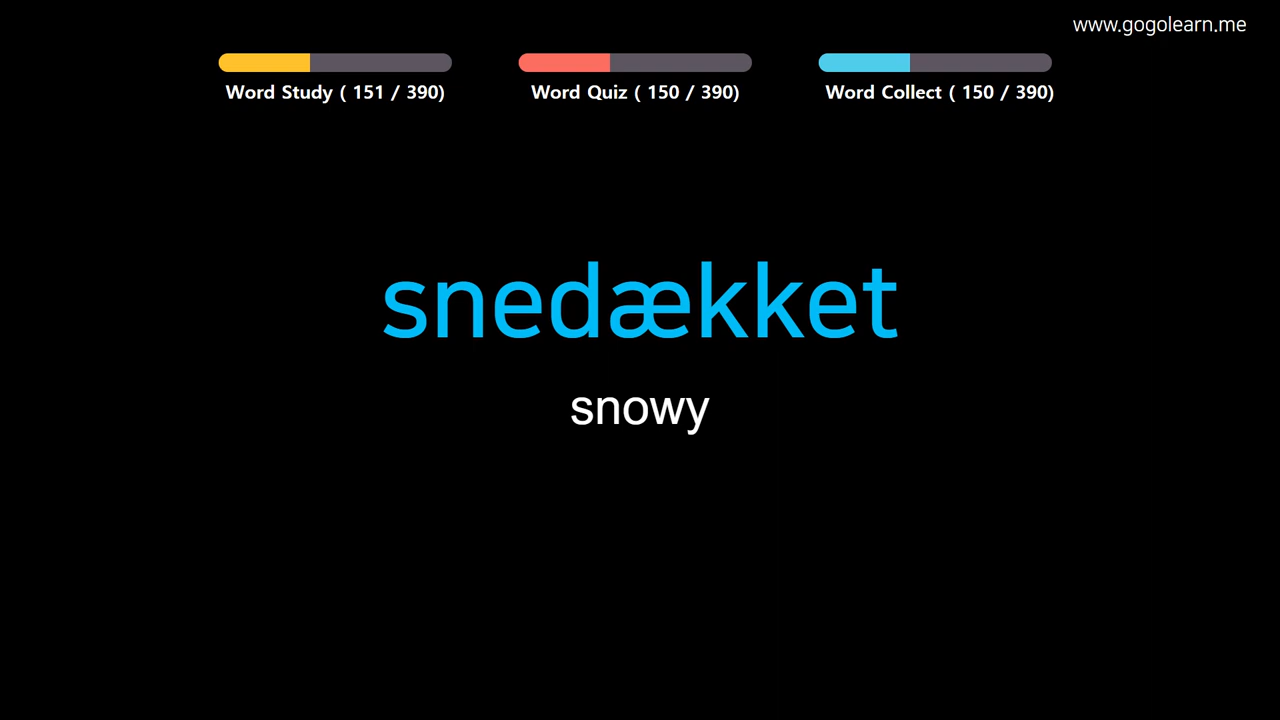 www.gogolearn.me
Word Study ( 151 / 390)
Word Quiz ( 150 / 390)
Word Collect ( 150 / 390)
snedækket
snowy